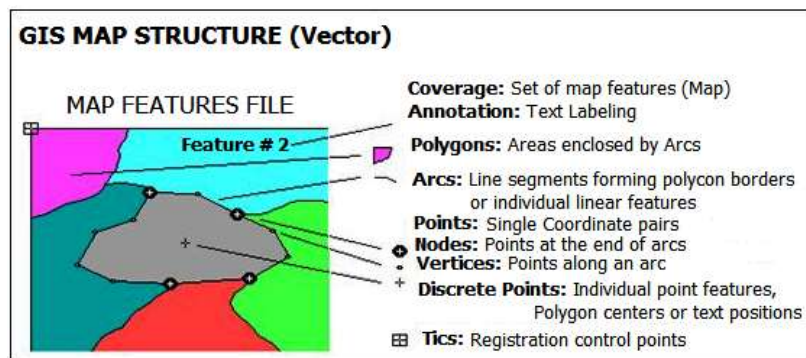 GIS MAP STRUCTURE (Vector)
MAP FEATURES FILE
Feature # 2
Coverage: Set of map features (Map)
Annotation: Text Labeling
Polygons: Areas enclosed by Arcs
Arcs: Line segments forming polycon borders
or individual linear features
Points: Single Coordinate pairs
Nodes: Points at the end of arcs
Vertices: Points along an arc
Discrete Points: Individual point features,
Polygon centers or text positions
Tics: Registration control points